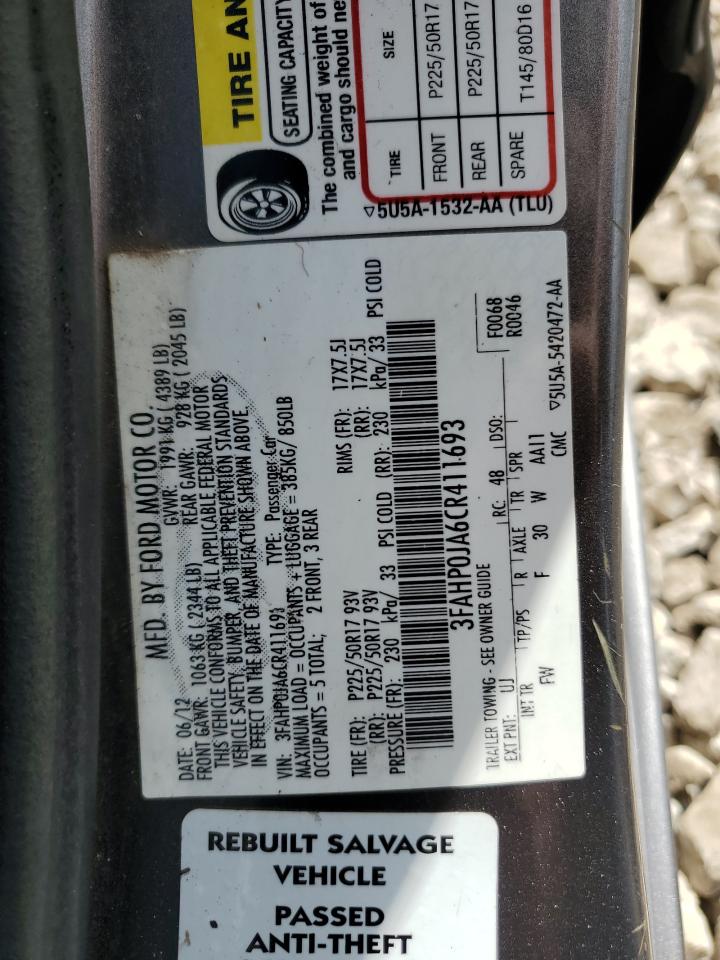 TIRE AN
SEATING CAPACITY
The combined weight of
and cargo should ne
TIRE SIZE
FRONT P225/50R17
REAR P225/50R17
SPARE T145/80D16
▽5U5A-1532-AA (TLU)
MFD. BY FORD MOTOR CO.
DATE: 06/12 GVWR: 1991 KG ( 4389 LB)
FRONT GAWR: 1063 KG ( 2344 LB) REAR GAWR: 928 KG ( 2045 LB)
THIS VEHICLE CONFORMS TO ALL APPLICABLE FEDERAL MOTOR
VEHICLE SAFETY, BUMPER, AND THEFT PREVENTION STANDARDS
IN EFFECT ON THE DATE OF MANUFACTURE SHOWN ABOVE.
VIN: 3FAHP0JA6CR411693 TYPE: Passenger Car
MAXIMUM LOAD = OCCUPANTS + LUGGAGE = 385KG/ 850LB
OCCUPANTS = 5 TOTAL; 2 FRONT, 3 REAR
TIRE (FR): P225/50R17 93V RIMS (FR): 17X7.5J
(RR): P225/50R17 93V (RR): 17X7.5J
PRESSURE (FR): 230 kPa/ 33 PSI COLD (RR): 230 kPa/ 33 PSI COLD
3FAHP0JA6CR411693
F0068
R0046
TRAILER TOWING - SEE OWNER GUIDE
EXT PNT: UJ RC: 48 DSO:
INT TR TP/PS R AXLE TR SPR
FW F 30 W AA11
CMC ▽5U5A-5420472-AA
REBUILT SALVAGE
VEHICLE
PASSED
ANTI-THEFT